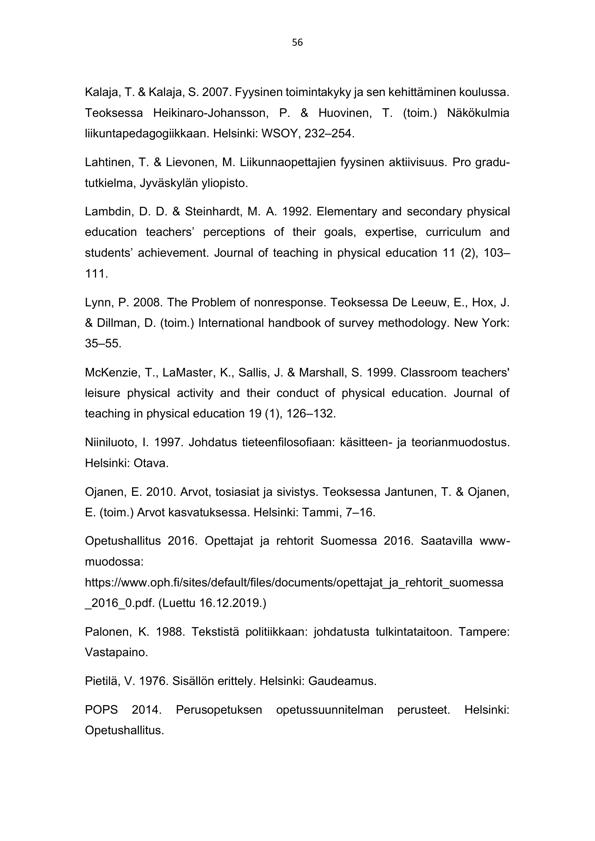 56
Kalaja, T. & Kalaja, S. 2007. Fyysinen toimintakyky ja sen kehittäminen koulussa.
Teoksessa Heikinaro-Johansson, P. & Huovinen, T. (toim.) Näkökulmia
liikuntapedagogiikkaan. Helsinki: WSOY, 232–254.
Lahtinen, T. & Lievonen, M. Liikunnaopettajien fyysinen aktiivisuus. Pro gradu-
tutkielma, Jyväskylän yliopisto.
Lambdin, D. D. & Steinhardt, M. A. 1992. Elementary and secondary physical
education teachers’ perceptions of their goals, expertise, curriculum and
students’ achievement. Journal of teaching in physical education 11 (2), 103–
111.
Lynn, P. 2008. The Problem of nonresponse. Teoksessa De Leeuw, E., Hox, J.
& Dillman, D. (toim.) International handbook of survey methodology. New York:
35–55.
McKenzie, T., LaMaster, K., Sallis, J. & Marshall, S. 1999. Classroom teachers'
leisure physical activity and their conduct of physical education. Journal of
teaching in physical education 19 (1), 126–132.
Niiniluoto, I. 1997. Johdatus tieteenfilosofiaan: käsitteen- ja teorianmuodostus.
Helsinki: Otava.
Ojanen, E. 2010. Arvot, tosiasiat ja sivistys. Teoksessa Jantunen, T. & Ojanen,
E. (toim.) Arvot kasvatuksessa. Helsinki: Tammi, 7–16.
Opetushallitus 2016. Opettajat ja rehtorit Suomessa 2016. Saatavilla www-
muodossa:
https://www.oph.fi/sites/default/files/documents/opettajat_ja_rehtorit_suomessa
_2016_0.pdf. (Luettu 16.12.2019.)
Palonen, K. 1988. Tekstistä politiikkaan: johdatusta tulkintataitoon. Tampere:
Vastapaino.
Pietilä, V. 1976. Sisällön erittely. Helsinki: Gaudeamus.
POPS 2014. Perusopetuksen opetussuunnitelman perusteet. Helsinki:
Opetushallitus.